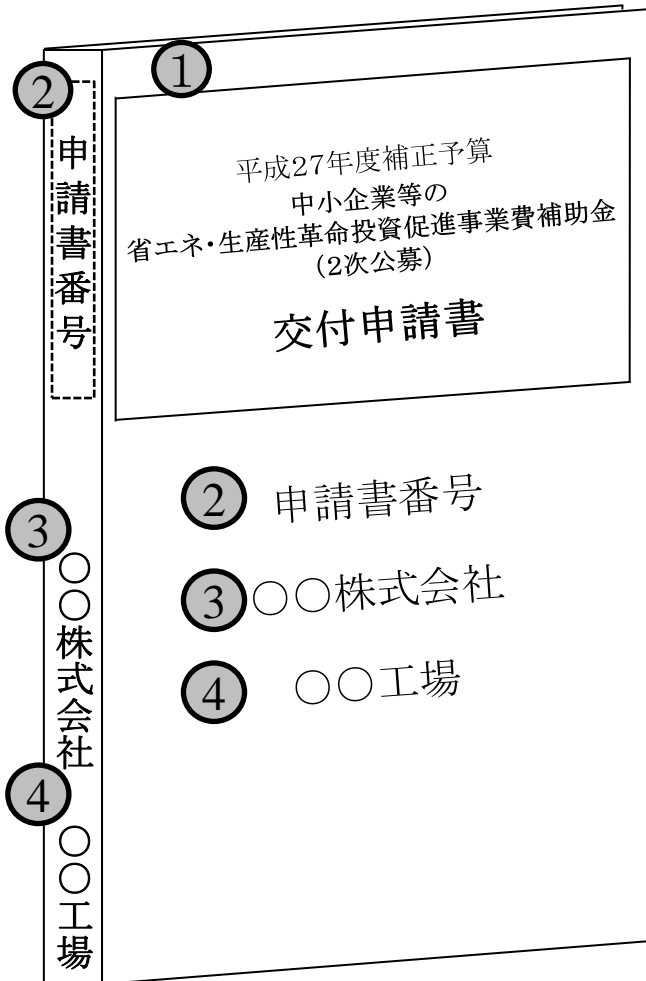 ②
申請書番号
③
○○株式会社
④
○○工場
①
平成27年度補正予算
中小企業等の
省エネ・生産性革命投資促進事業費補助金
（2次公募）
交付申請書
② 申請書番号
③ ○○株式会社
④ ○○工場